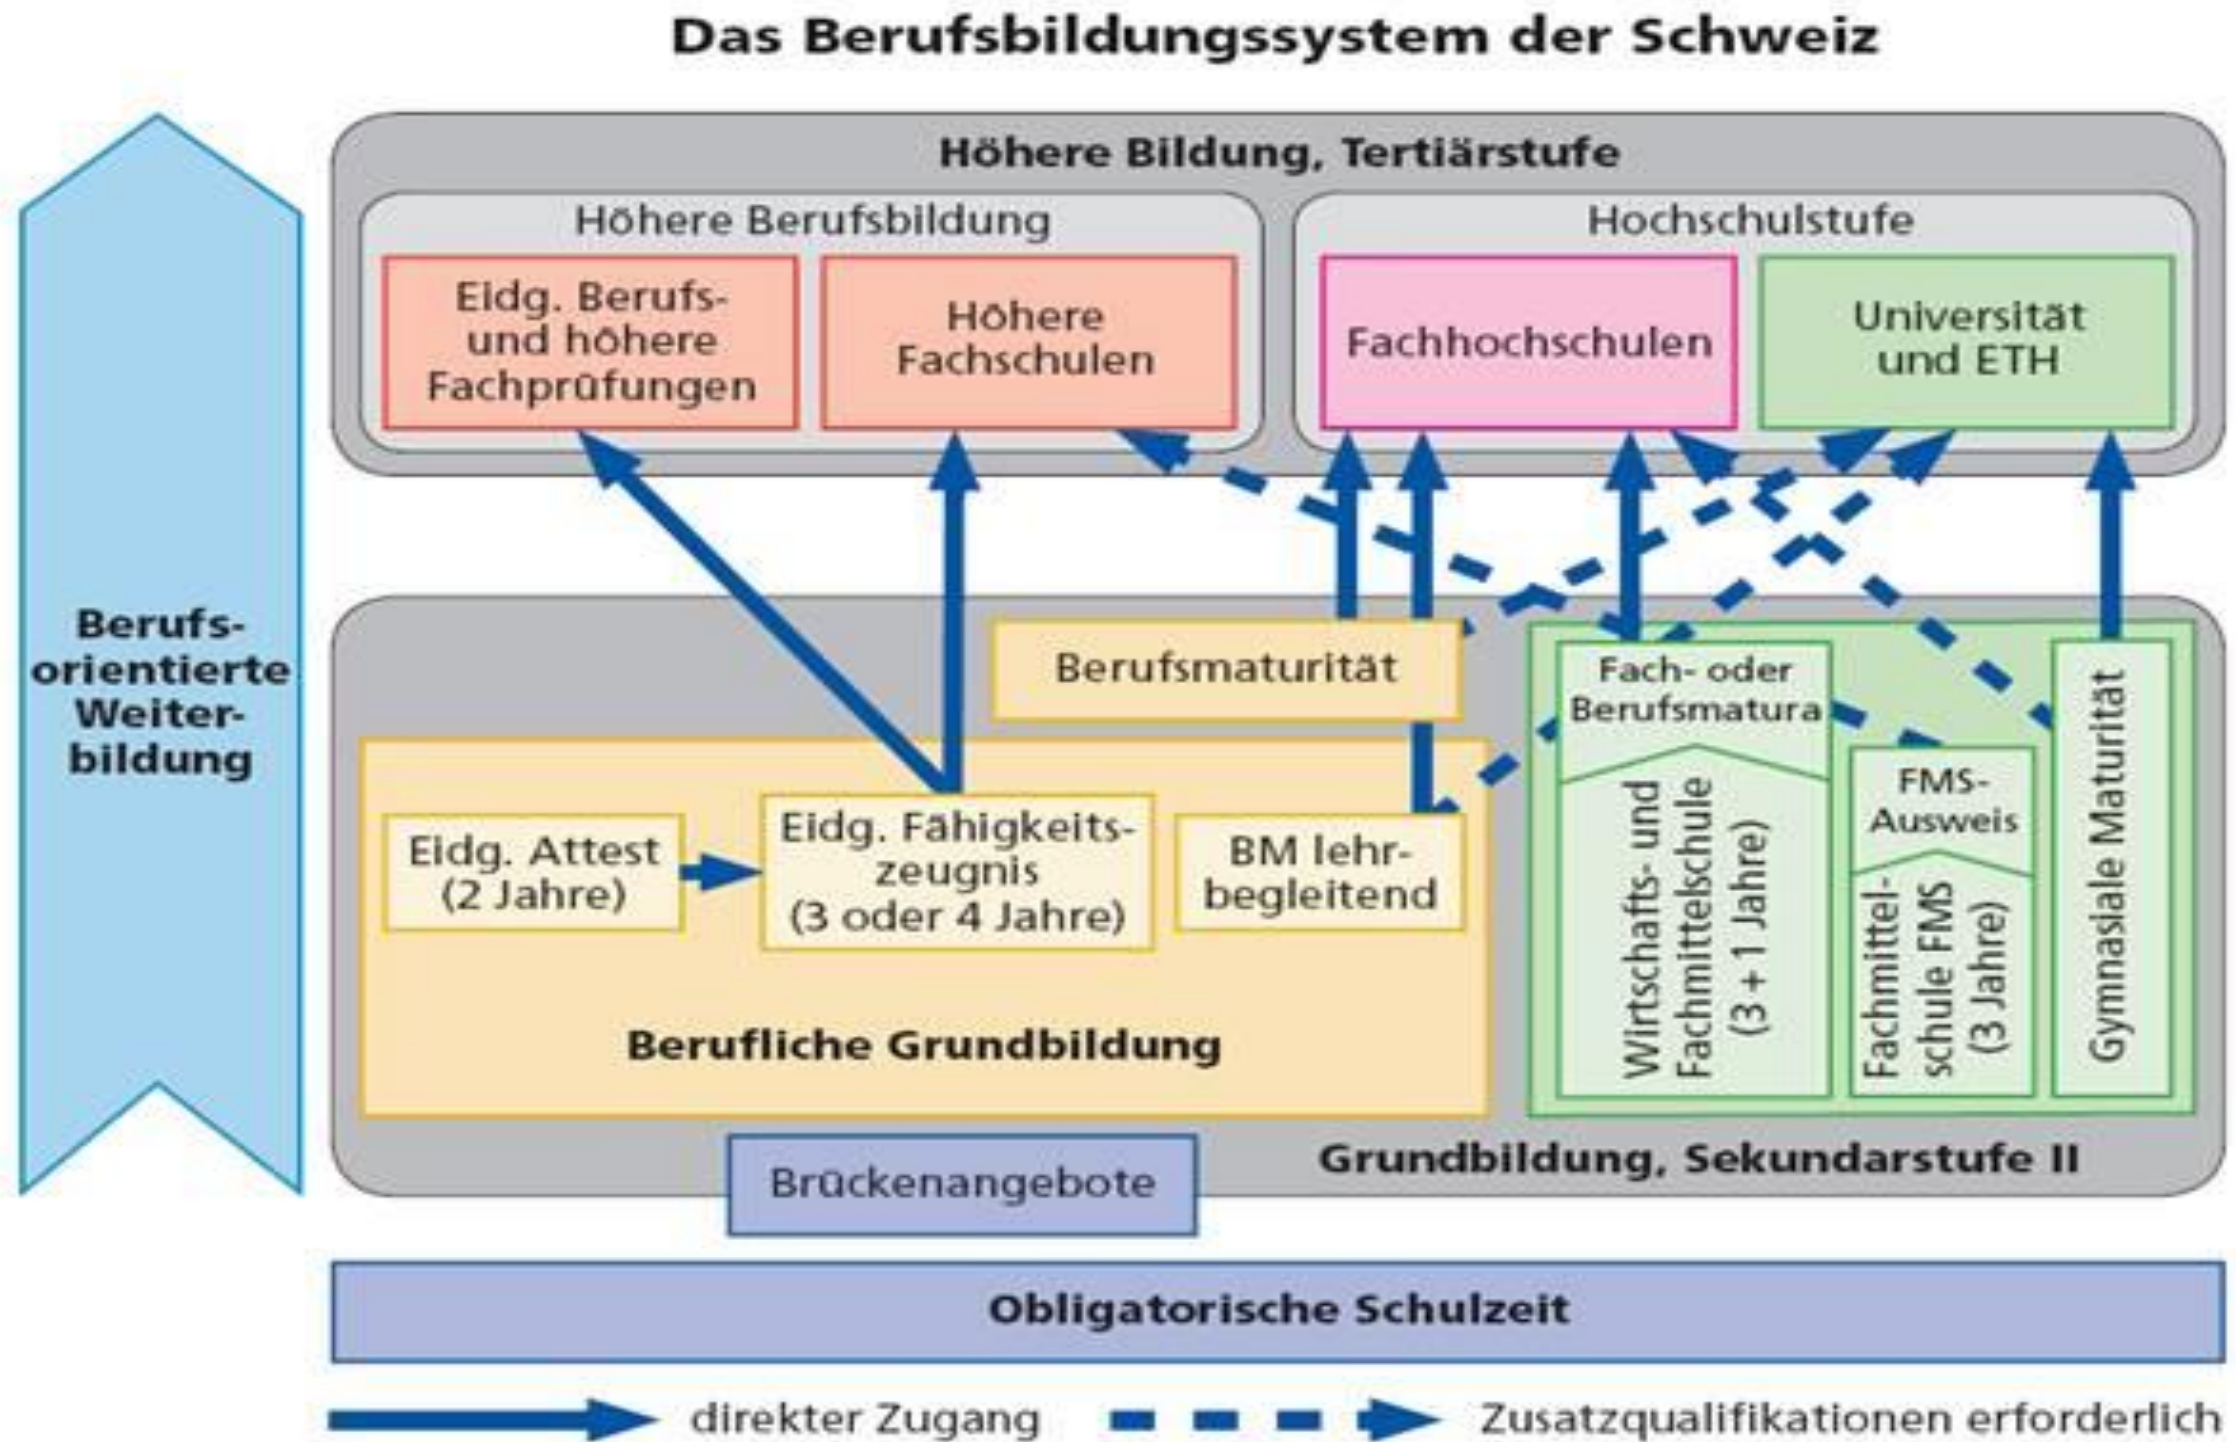 Das Berufsbildungssystem der Schweiz
Höhere Bildung, Tertiärstufe
Höhere Berufsbildung
Hochschulstufe
Eidg. Berufs-
und höhere
Fachprüfungen
Höhere
Fachschulen
Fachhochschulen
Universität
und ETH
Berufs-
orientierte
Weiter-
bildung
Berufsmaturität
Fach- oder
Berufsmatura
Eidg. Attest
(2 Jahre)
Eidg. Fähigkeits-
zeugnis
(3 oder 4 Jahre)
BM lehr-
begleitend
Wirtschafts- und
Fachmittelschule
(3 + 1 Jahre)
FMS-
Ausweis
Fachmittel-
schule FMS
(3 Jahre)
Gymnasiale Maturität
Berufliche Grundbildung
Grundbildung, Sekundarstufe II
Brückenangebote
Obligatorische Schulzeit
direkter Zugang
Zusatzqualifikationen erforderlich